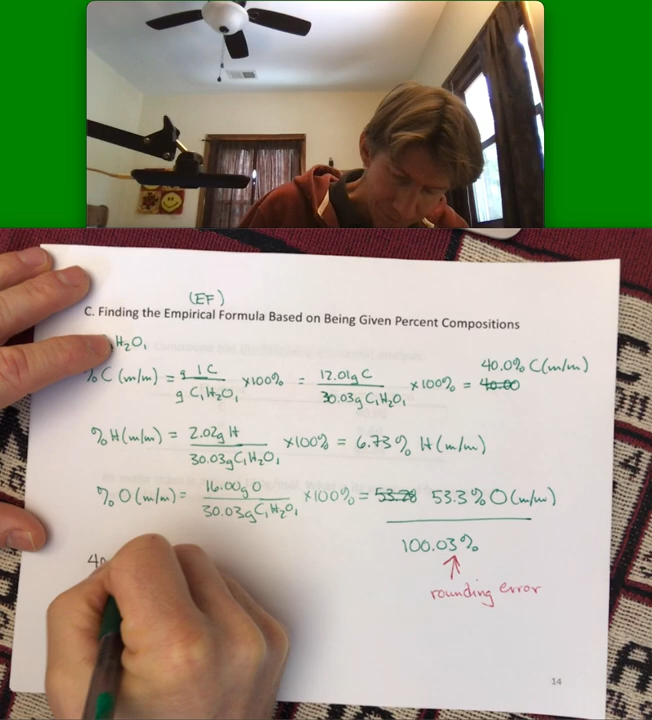 (EF)
C. Finding the Empirical Formula Based on Being Given Percent Compositions
H₂O₁
% C (m/m) = g 1 C / g C₁H₂O₁ ×100% = 12.01g C / 30.03g C₁H₂O₁ ×100% = 40.00 40.0% C(m/m)
% H (m/m) = 2.02g H / 30.03g C₁H₂O₁ ×100% = 6.73% H (m/m)
% O (m/m) = 16.00g O / 30.03g C₁H₂O₁ ×100% = 53.28 53.3% O (m/m)
100.03%
rounding error
40
14